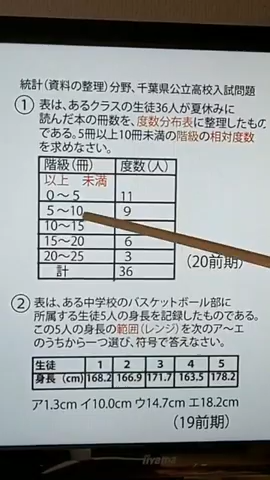 統計(資料の整理)分野、千葉県公立高校入試問題
① 表は、あるクラスの生徒36人が夏休みに
読んだ本の冊数を、度数分布表に整理したもの
である。5冊以上10冊未満の階級の相対度数
を求めなさい。
階級(冊) 度数(人)
以上 未満
0～5 11
5～10 9
10～15
15～20 6
20～25 3
計 36
(20前期)
② 表は、ある中学校のバスケットボール部に
所属する生徒5人の身長を記録したものである。
この5人の身長の範囲(レンジ)を次のア～エ
のうちから一つ選び、符号で答えなさい。
生徒 1 2 3 4 5
身長(cm) 168.2 166.9 171.7 163.5 178.2
ア1.3cm イ10.0cm ウ14.7cm エ18.2cm
(19前期)
iiyama